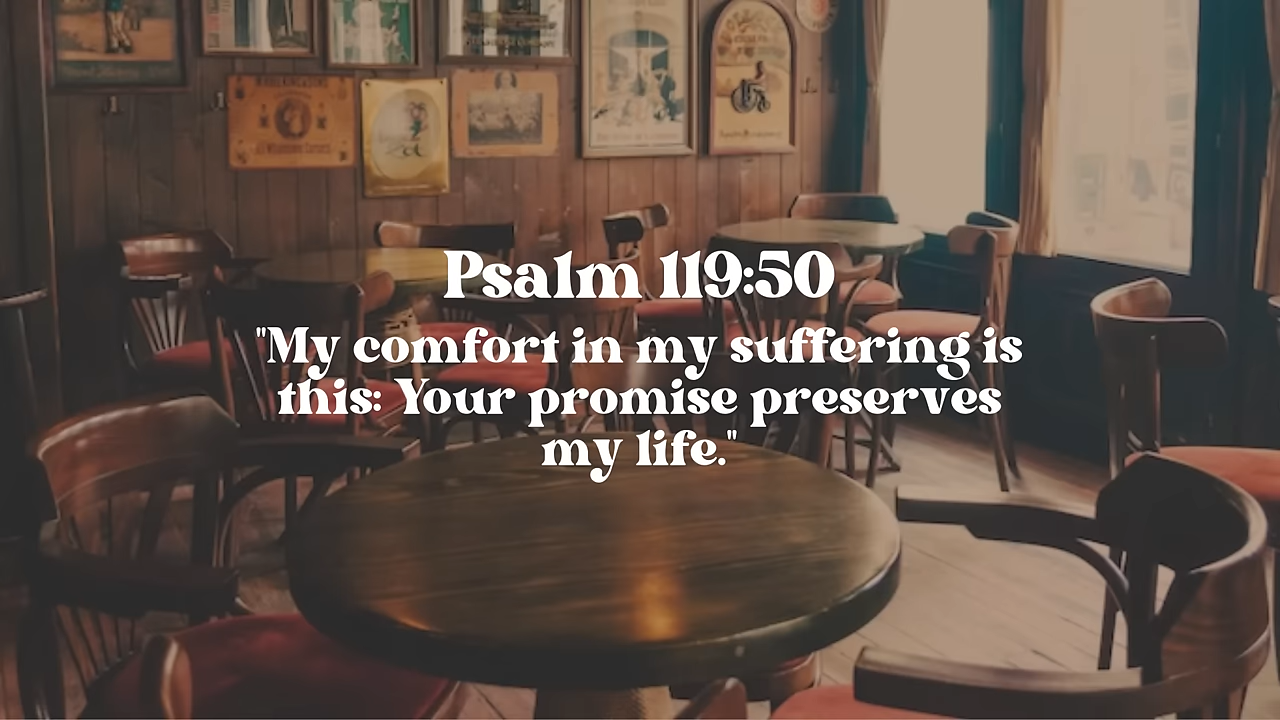 Psalm 119:50
"My comfort in my suffering is
this: Your promise preserves
my life."